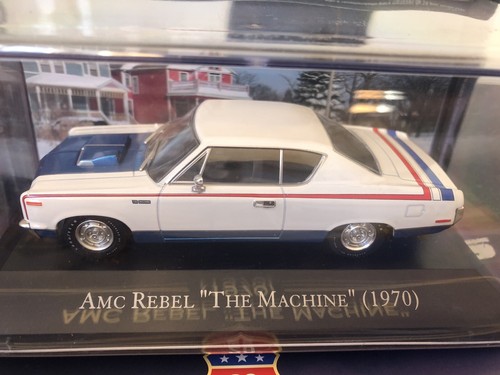 AMC REBEL "THE MACHINE" (1970)